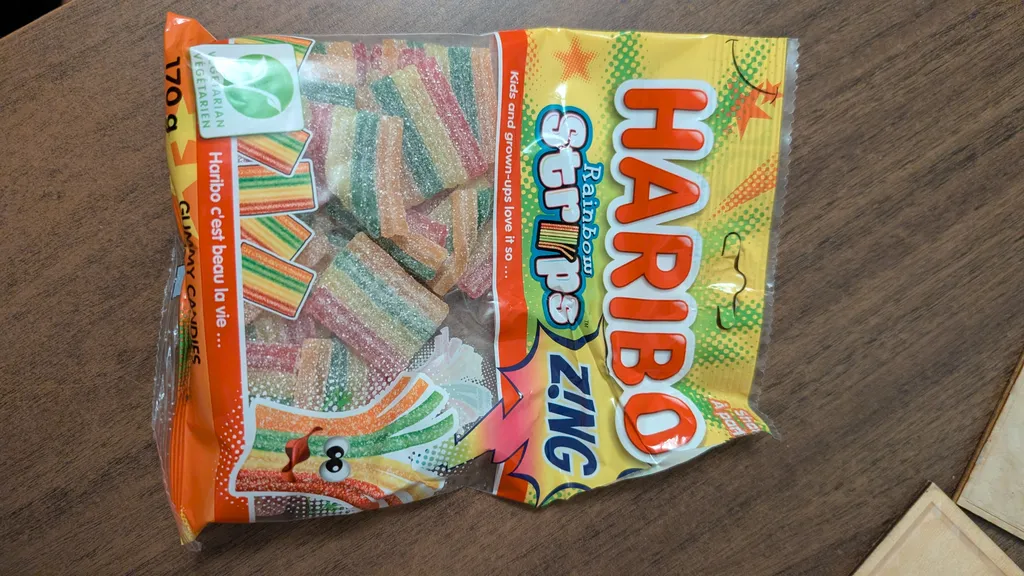 HARIBO
Rainbow
Strips
Z!NG
Kids and grown-ups love it so ...
Haribo c'est beau la vie ...
VEGETARIAN
VÉGÉTARIEN
170 g
GUMMY CANDIES